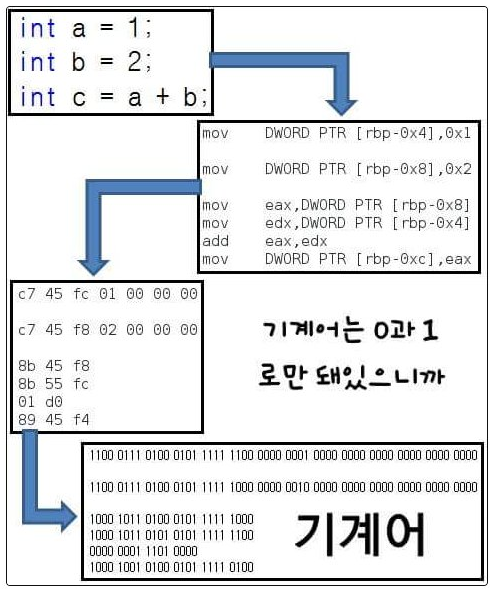 int a = 1;
int b = 2;
int c = a + b;
mov DWORD PTR [rbp-0x4],0x1
mov DWORD PTR [rbp-0x8],0x2
mov eax,DWORD PTR [rbp-0x8]
mov edx,DWORD PTR [rbp-0x4]
add eax,edx
mov DWORD PTR [rbp-0xc],eax
c7 45 fc 01 00 00 00
c7 45 f8 02 00 00 00
8b 45 f8
8b 55 fc
01 d0
89 45 f4
기계어는 0과 1
로만 돼있으니까
1100 0111 0100 0101 1111 1100 0000 0001 0000 0000 0000 0000 0000 0000
1100 0111 0100 0101 1111 1000 0000 0010 0000 0000 0000 0000 0000 0000
1000 1011 0100 0101 1111 1000
1000 1011 0101 0101 1111 1100
0000 0001 1101 0000
1000 1001 0100 0101 1111 0100
기계어